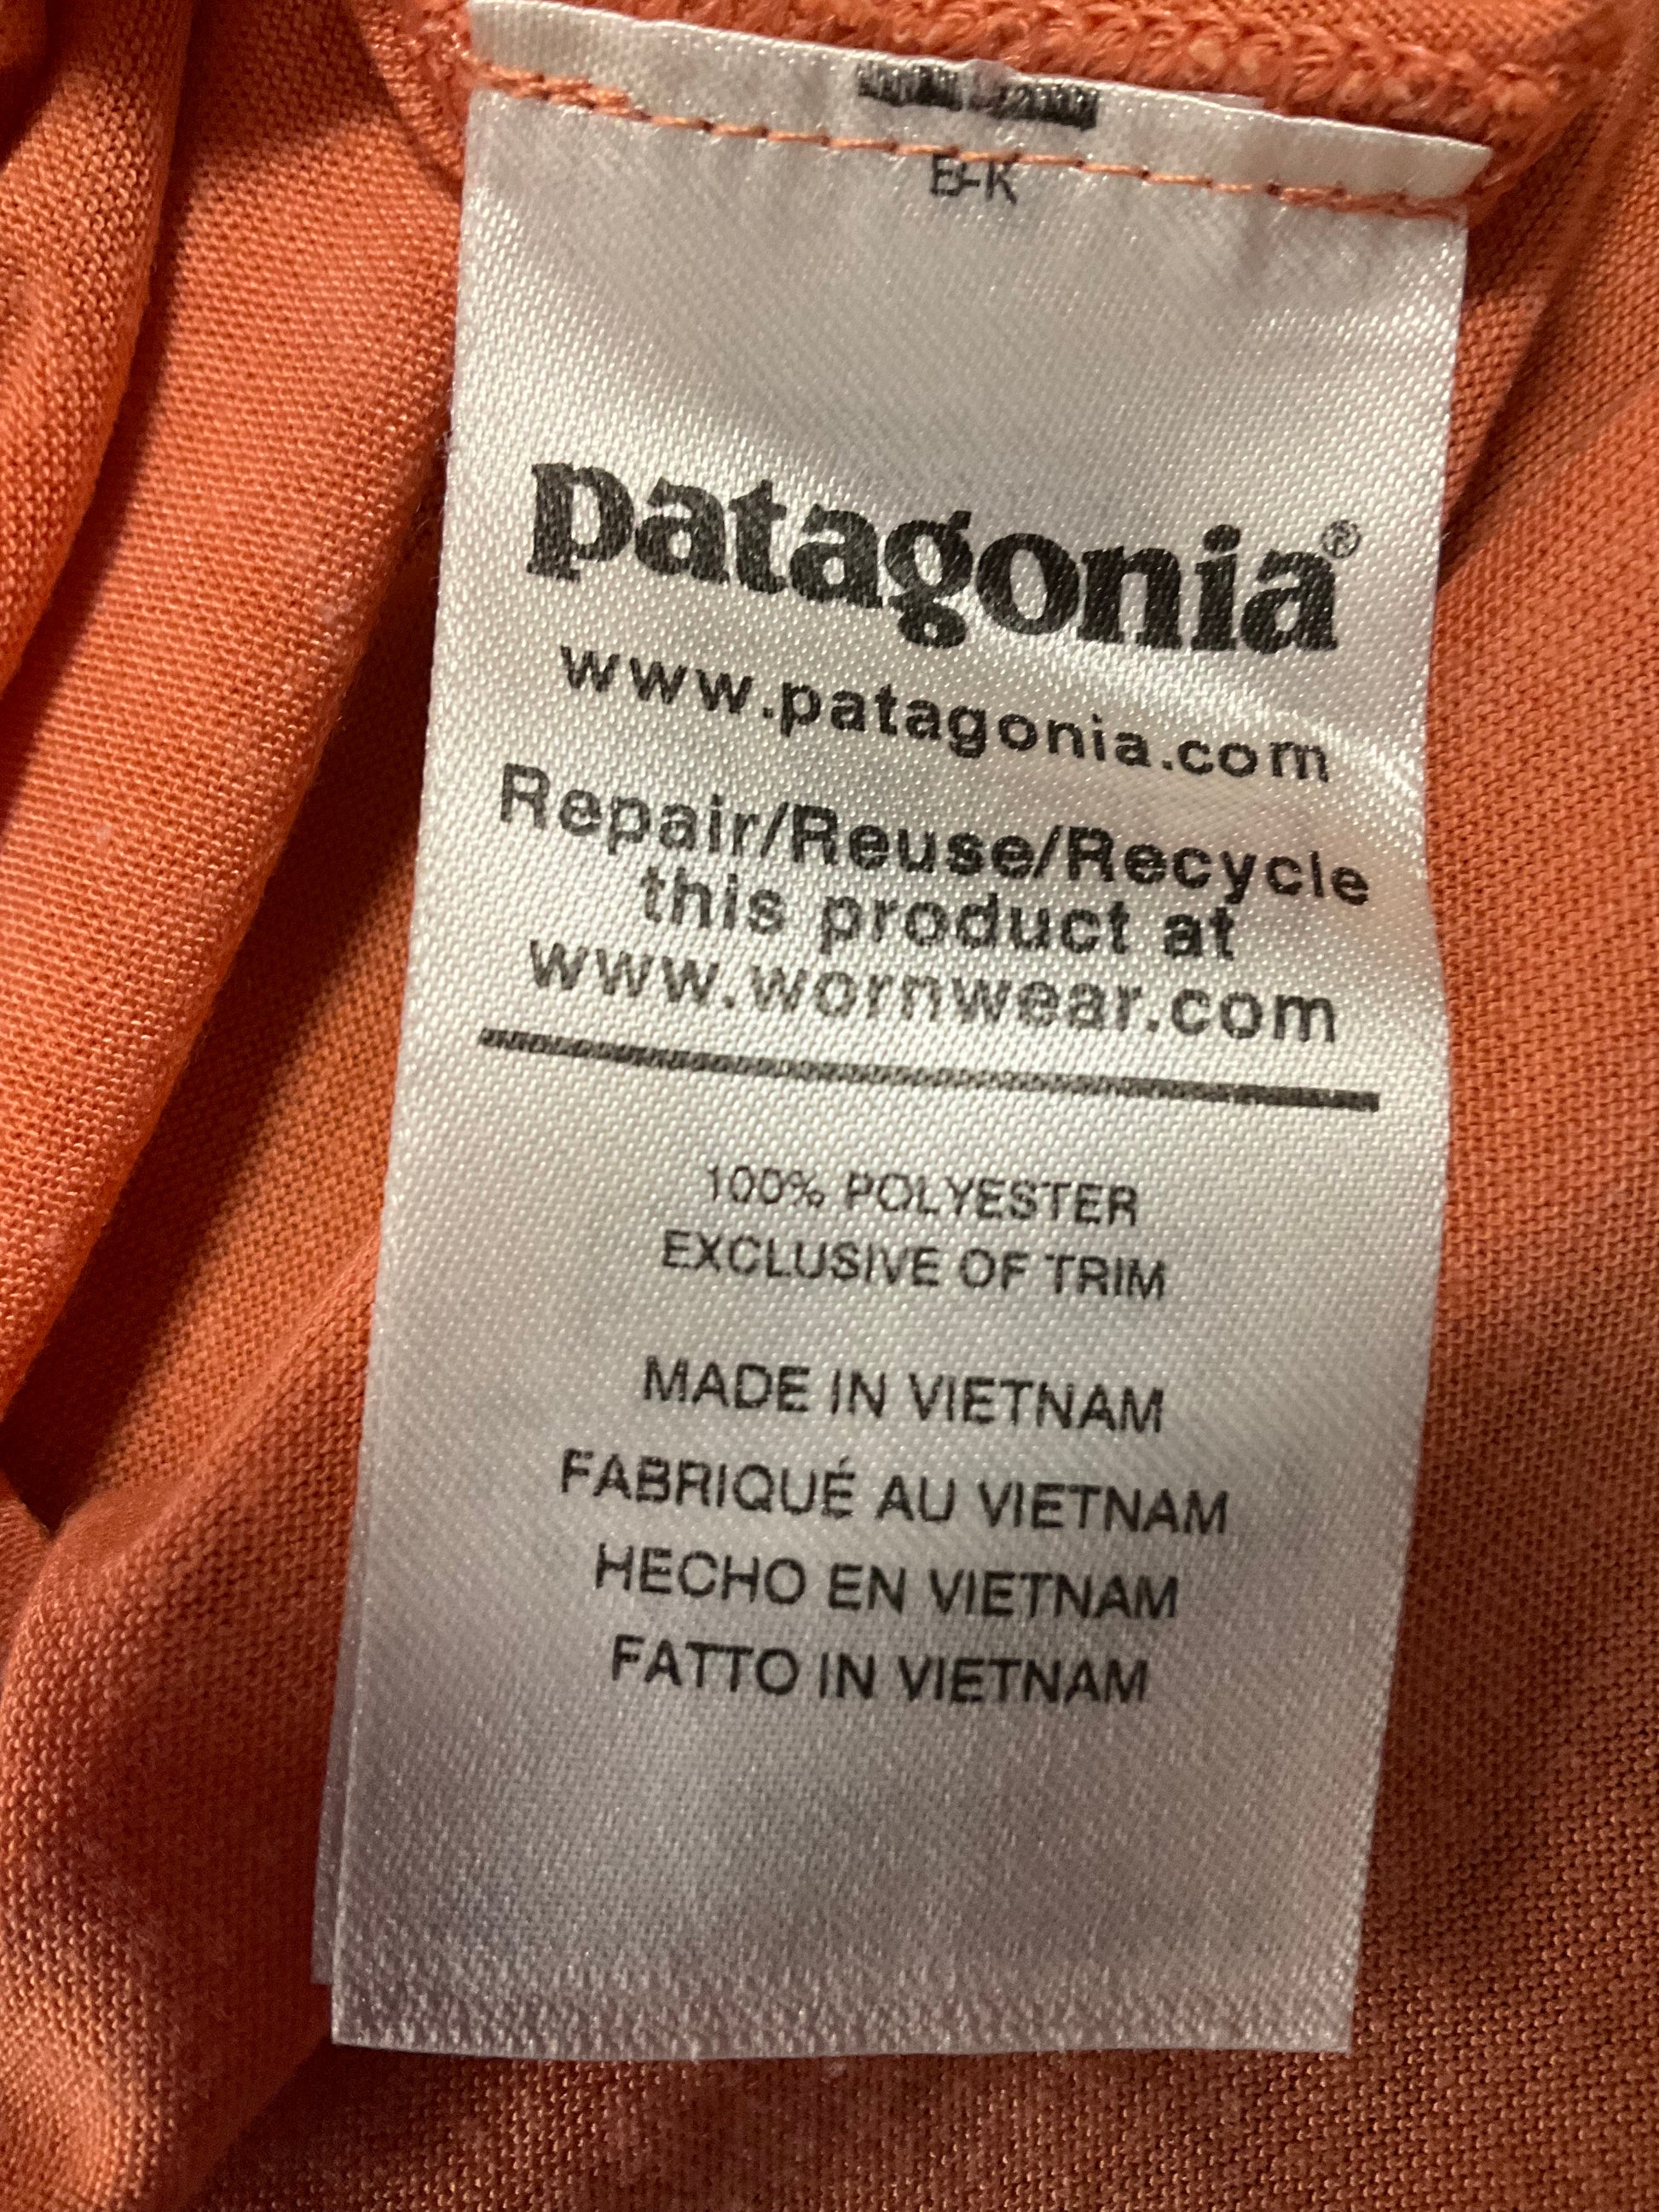 B-K
patagonia®
www.patagonia.com
Repair/Reuse/Recycle
this product at
www.wornwear.com
100% POLYESTER
EXCLUSIVE OF TRIM
MADE IN VIETNAM
FABRIQUÉ AU VIETNAM
HECHO EN VIETNAM
FATTO IN VIETNAM